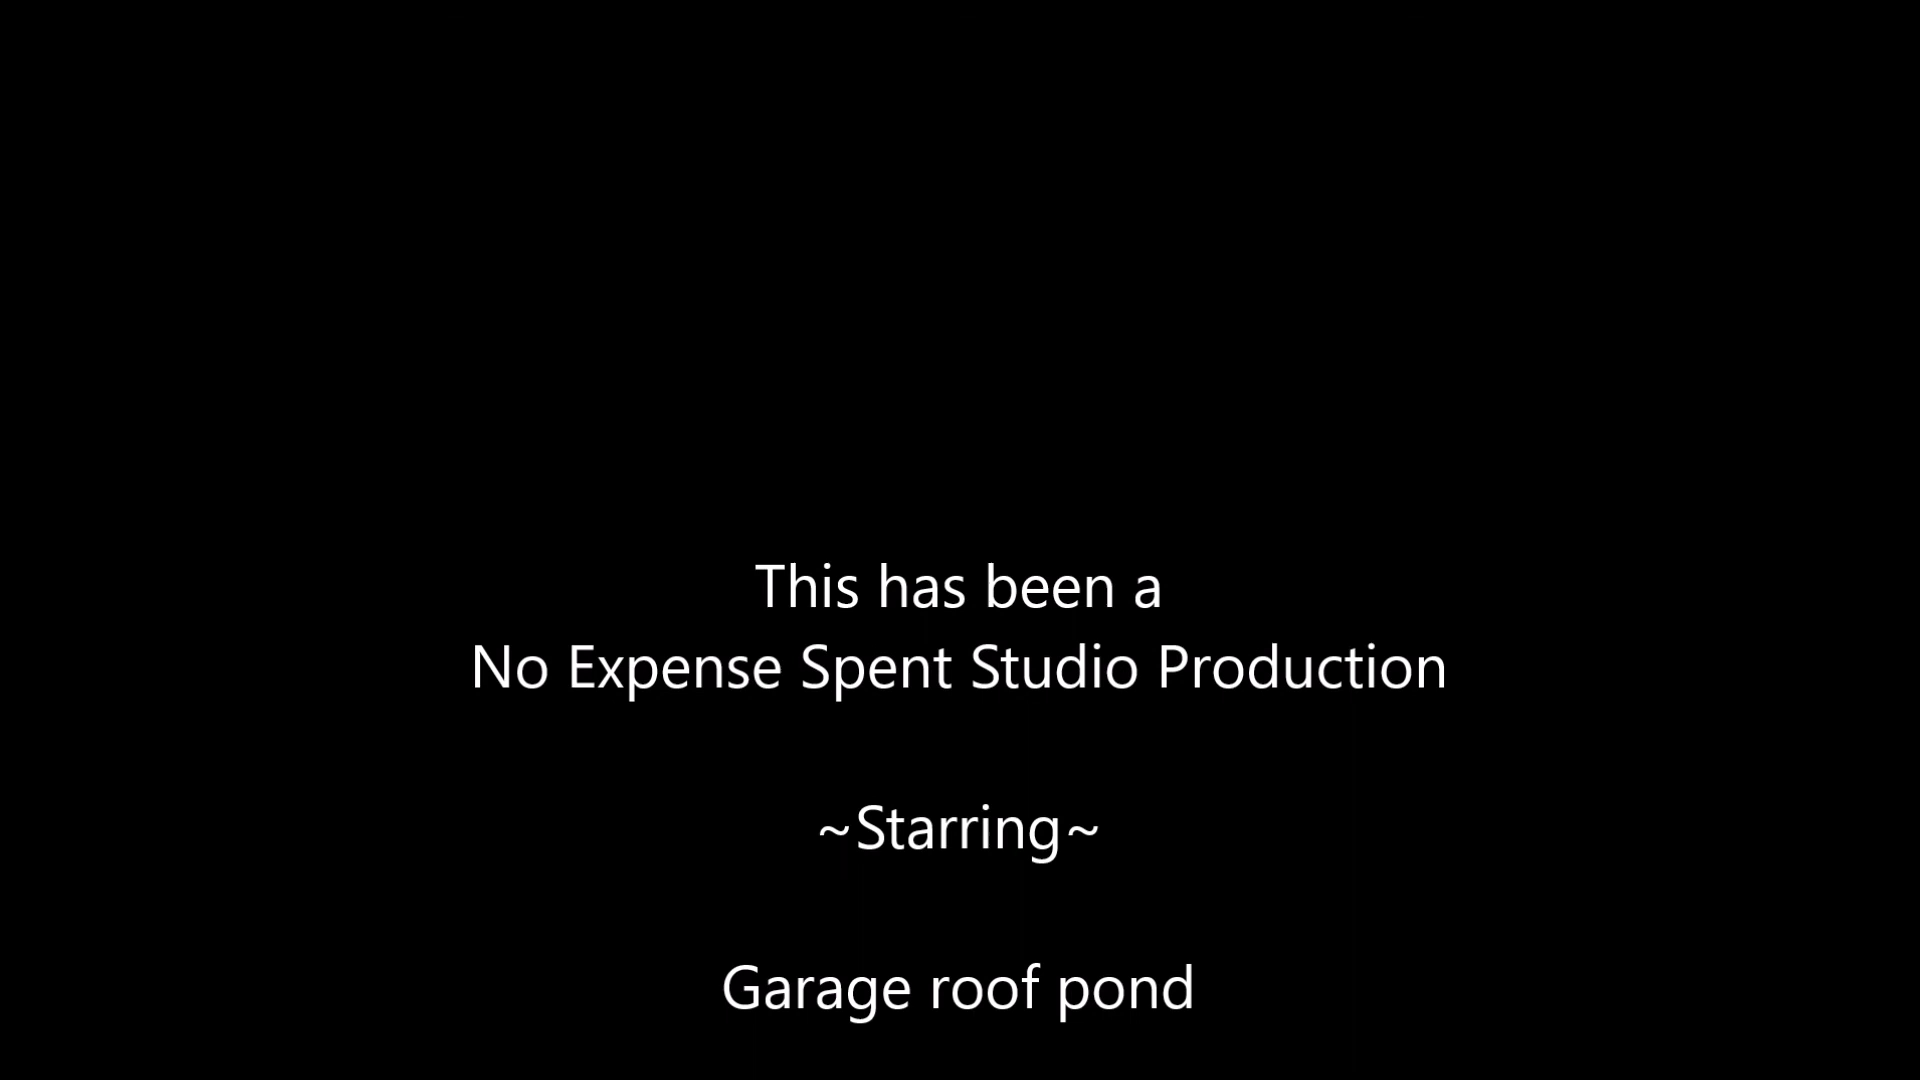 This has been a
No Expense Spent Studio Production
~Starring~
Garage roof pond